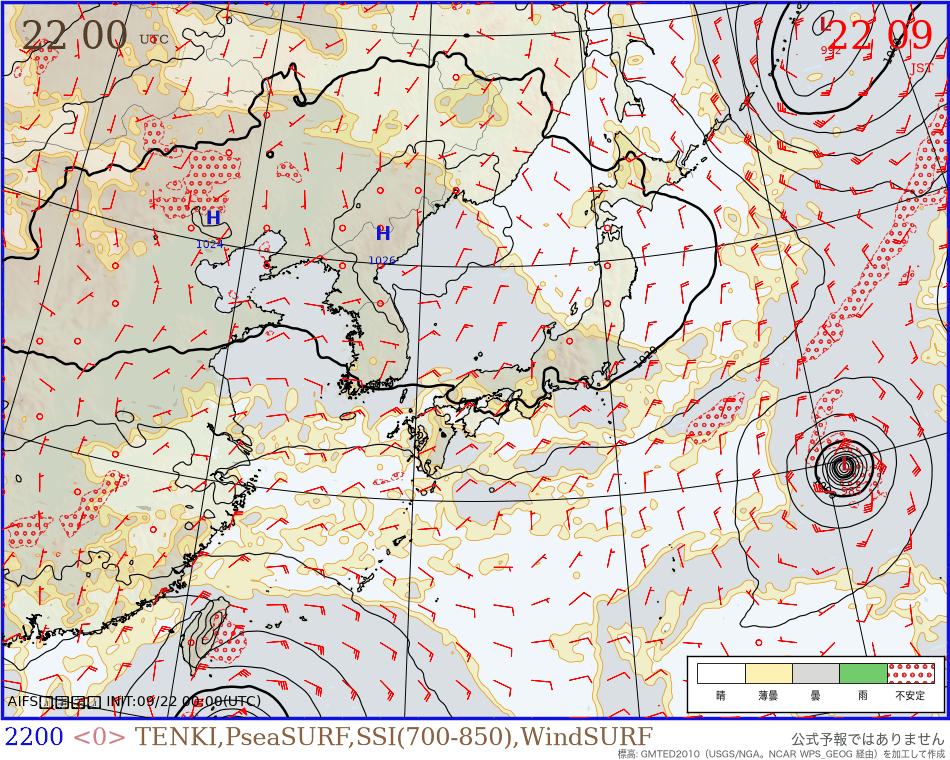 22 00 UTC
L
992
22 09
JST
H
1024
H
1026
1020
晴 薄曇 曇 雨 不安定
INIT:09/22 00:00(UTC)
2200 <0> TENKI,PseaSURF,SSI(700-850),WindSURF
公式予報ではありません
標高: GMTED2010（USGS/NGA。NCAR WPS_GEOG 経由）を加工して作成